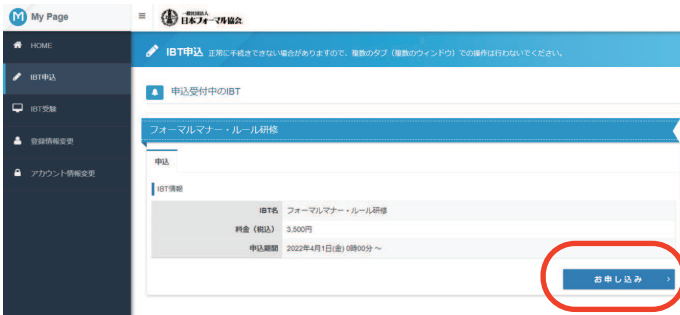 M My Page
一般社団法人
日本フォーマル協会
HOME
IBT申込
IBT受験
登録情報変更
アカウント情報変更
IBT申込 正常に手続きできない場合がありますので、複数のタブ（複数のウィンドウ）での操作は行わないでください。
申込受付中のIBT
フォーマルマナー・ルール研修
申込
IBT情報
IBT名 フォーマルマナー・ルール研修
料金（税込） 3,500円
申込期間 2022年4月1日(金) 0時00分 ～
お申し込み